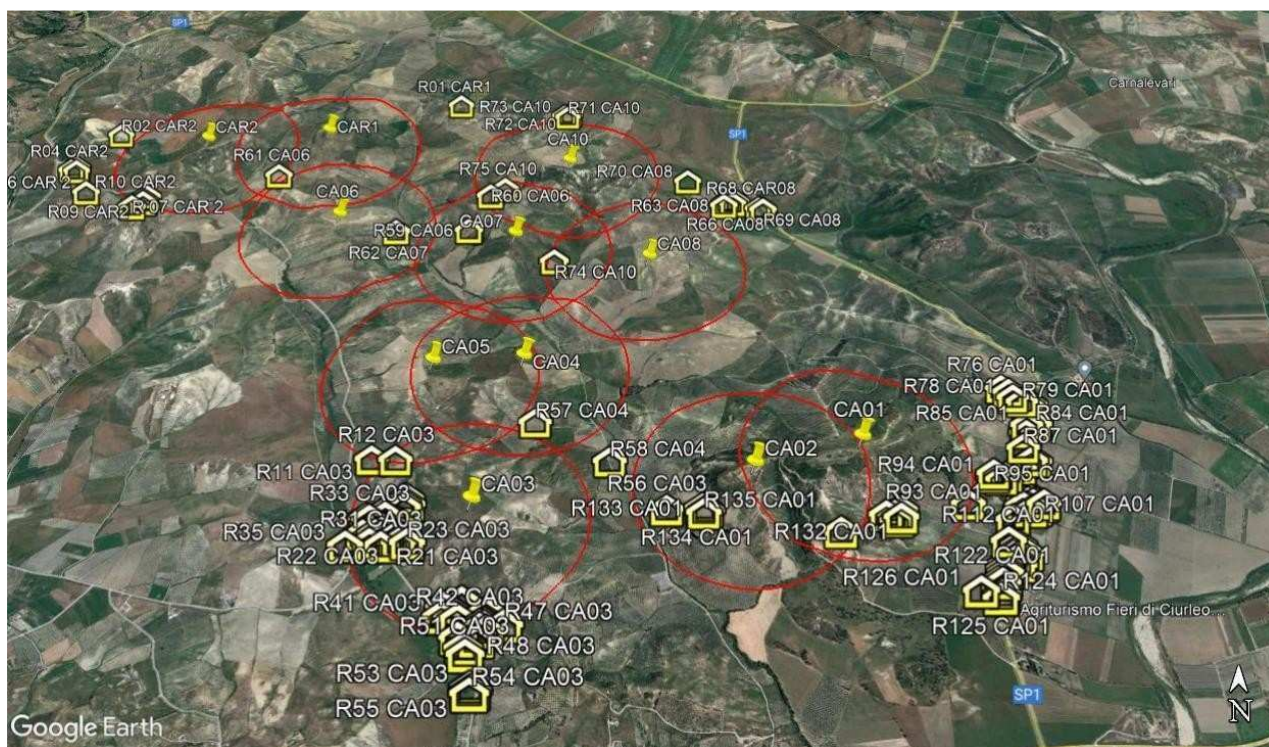 SP1
R01 CAR1
Carnalevari
R02 CAR2
CAR2
CAR1
R73 CA10
R71 CA10
R72 CA10
CA10
SP1
R04 CAR2
R61 CA06
R75 CA10
R70 CA08
R68 CAR08
6 CAR 2
R10 CAR2
CA06
R60 CA06
R63 CA08
R09 CAR2
R07 CAR 2
R59 CA06
CA07
R66 CA08
R69 CA08
R62 CA07
CA08
R74 CA10
CA05
CA04
R76 CA01
R78 CA01
R79 CA01
R57 CA04
CA01
R85 CA01
R84 CA01
R12 CA03
R58 CA04
CA02
R87 CA01
R11 CA03
R56 CA03
R94 CA01
R95 CA01
R33 CA03
CA03
R133 CA01
R135 CA01
R93 CA01
R107 CA01
R31 CA03
R112 CA01
R35 CA03
R23 CA03
R134 CA01
R132 CA01
R22 CA03
R21 CA03
R122 CA01
R126 CA01
R124 CA01
R41 CA03
R42 CA03
R47 CA03
Agriturismo Fieri di Ciurleo...
R51 CA03
R125 CA01
R48 CA03
R53 CA03
R54 CA03
SP1
R55 CA03
N
Google Earth